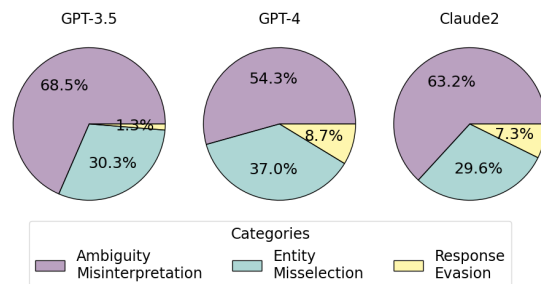 GPT-3.5
GPT-4
Claude2
68.5%
1.3%
30.3%
54.3%
8.7%
37.0%
63.2%
7.3%
29.6%
Categories
Ambiguity
Misinterpretation
Entity
Misselection
Response
Evasion